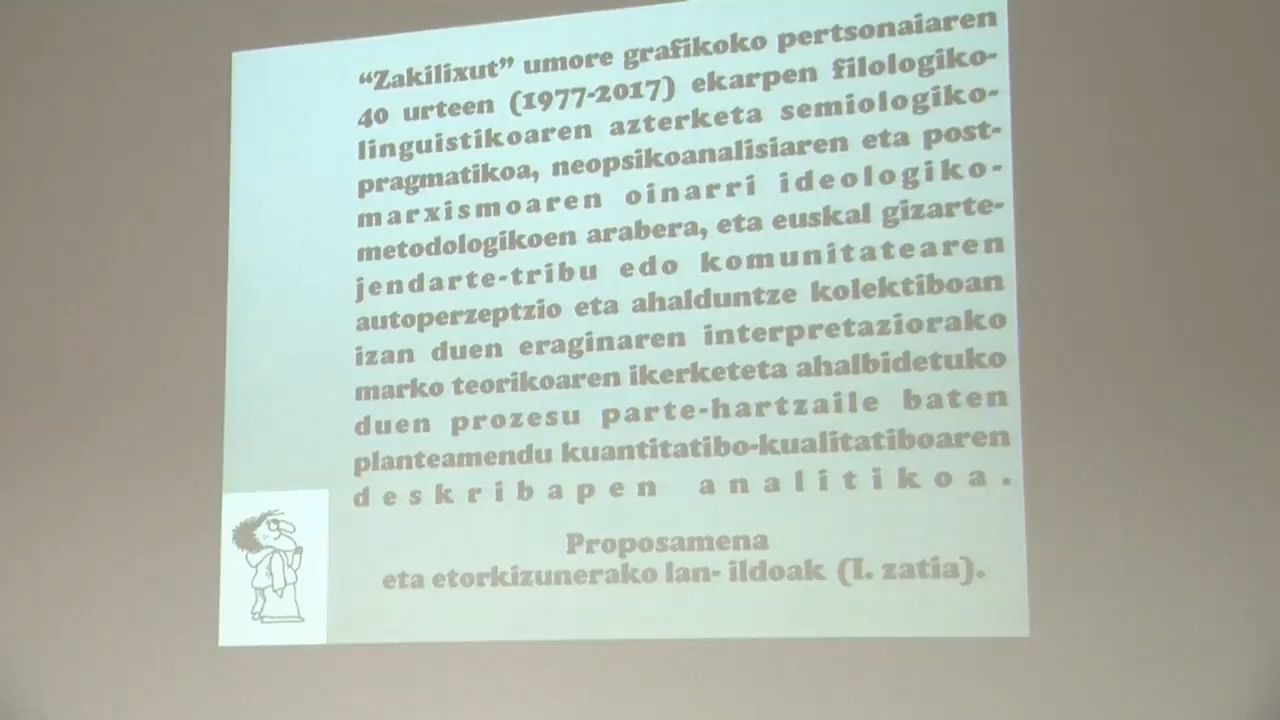 “Zakilixut” umore grafikoko pertsonaiaren
40 urteen (1977-2017) ekarpen filologiko-
linguistikoaren azterketa semiologiko-
pragmatikoa, neopsikoanalisiaren eta post-
marxismoaren oinarri ideologiko-
metodologikoen arabera, eta euskal gizarte-
jendarte-tribu edo komunitatearen
autoperzeptzio eta ahalduntze kolektiboan
izan duen eraginaren interpretaziorako
marko teorikoaren ikerketeta ahalbidetuko
duen prozesu parte-hartzaile baten
planteamendu kuantitatibo-kualitatiboaren
deskribapen analitikoa.
Proposamena
eta etorkizunerako lan- ildoak (I. zatia).